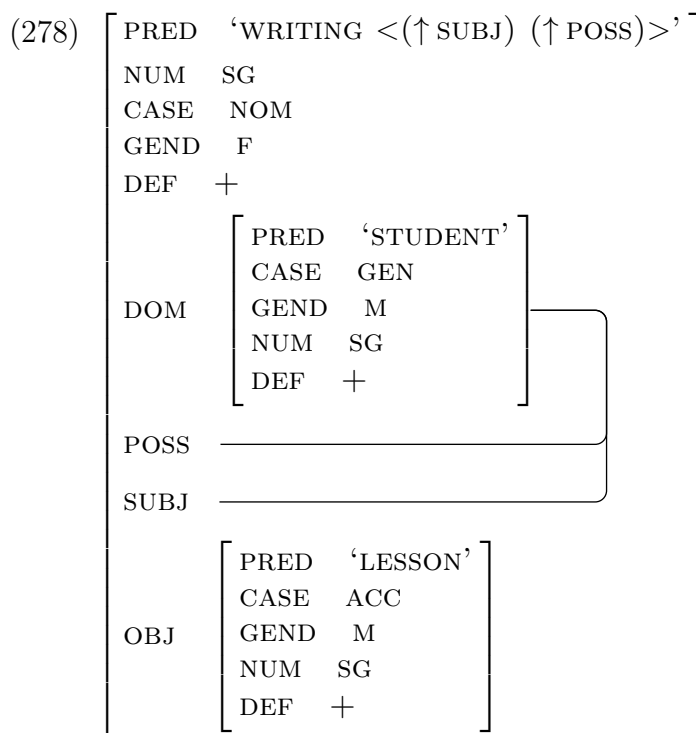 (278) PRED ‘WRITING <(↑ SUBJ) (↑ POSS)>’
NUM SG
CASE NOM
GEND F
DEF +
PRED ‘STUDENT’
CASE GEN
DOM GEND M
NUM SG
DEF +
POSS
SUBJ
PRED ‘LESSON’
CASE ACC
OBJ GEND M
NUM SG
DEF +